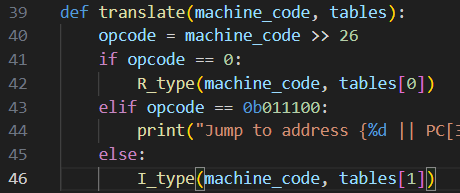 39 def translate(machine_code, tables):
40 opcode = machine_code >> 26
41 if opcode == 0:
42 R_type(machine_code, tables[0])
43 elif opcode == 0b011100:
44 print("Jump to address {%d || PC[3
45 else:
46 I_type(machine_code, tables[1])